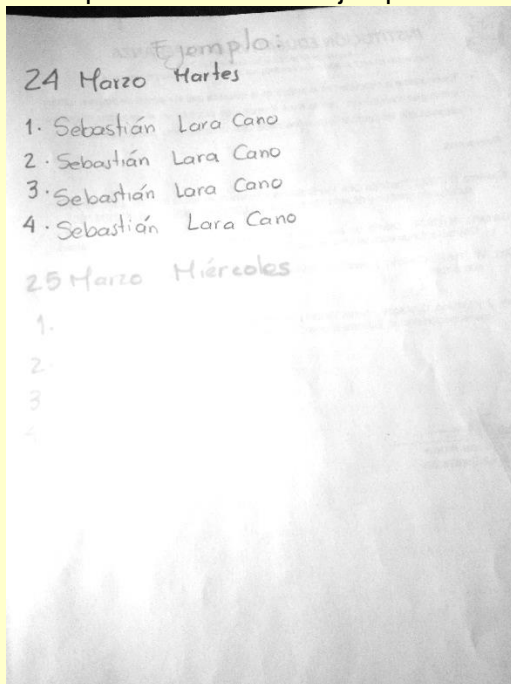 Ejemplo:
24 Marzo Martes
1. Sebastián Lara Cano
2. Sebastián Lara Cano
3. Sebastián Lara Cano
4. Sebastián Lara Cano
25 Marzo Miércoles
1.
2.
3
4